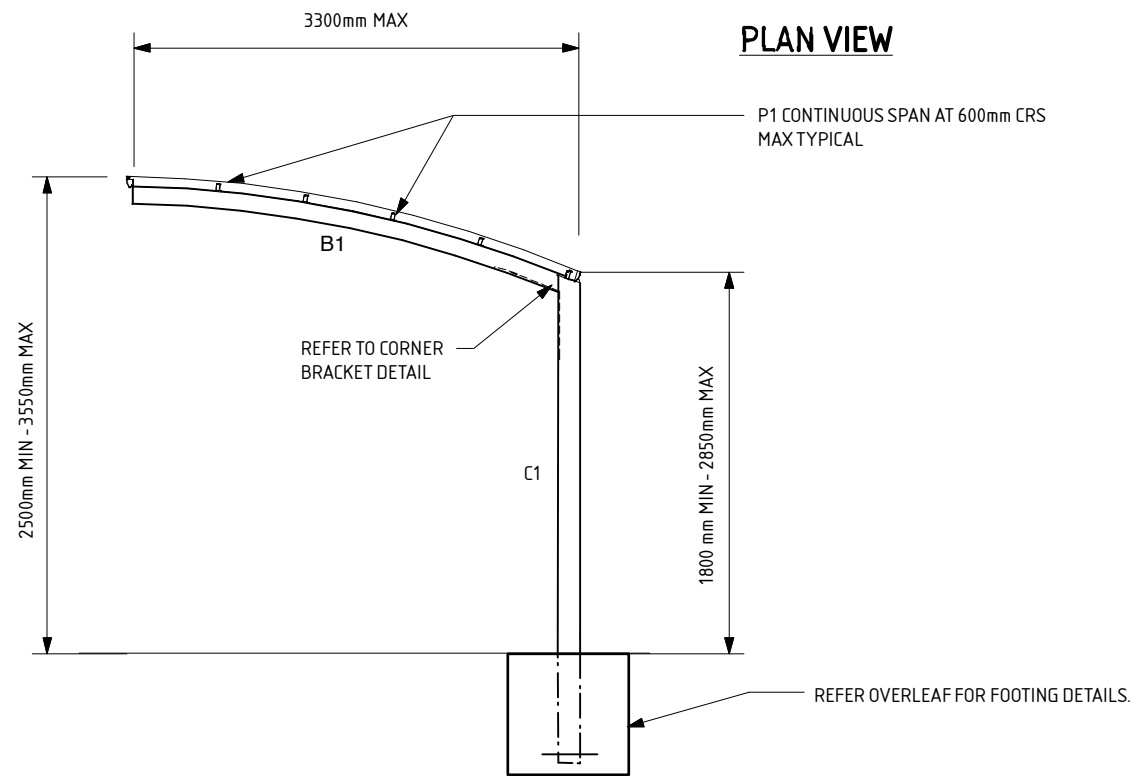 3300mm MAX
PLAN VIEW
P1 CONTINUOUS SPAN AT 600mm CRS
MAX TYPICAL
B1
REFER TO CORNER
BRACKET DETAIL
2500mm MIN - 3550mm MAX
C1
1800 mm MIN - 2850mm MAX
REFER OVERLEAF FOR FOOTING DETAILS.